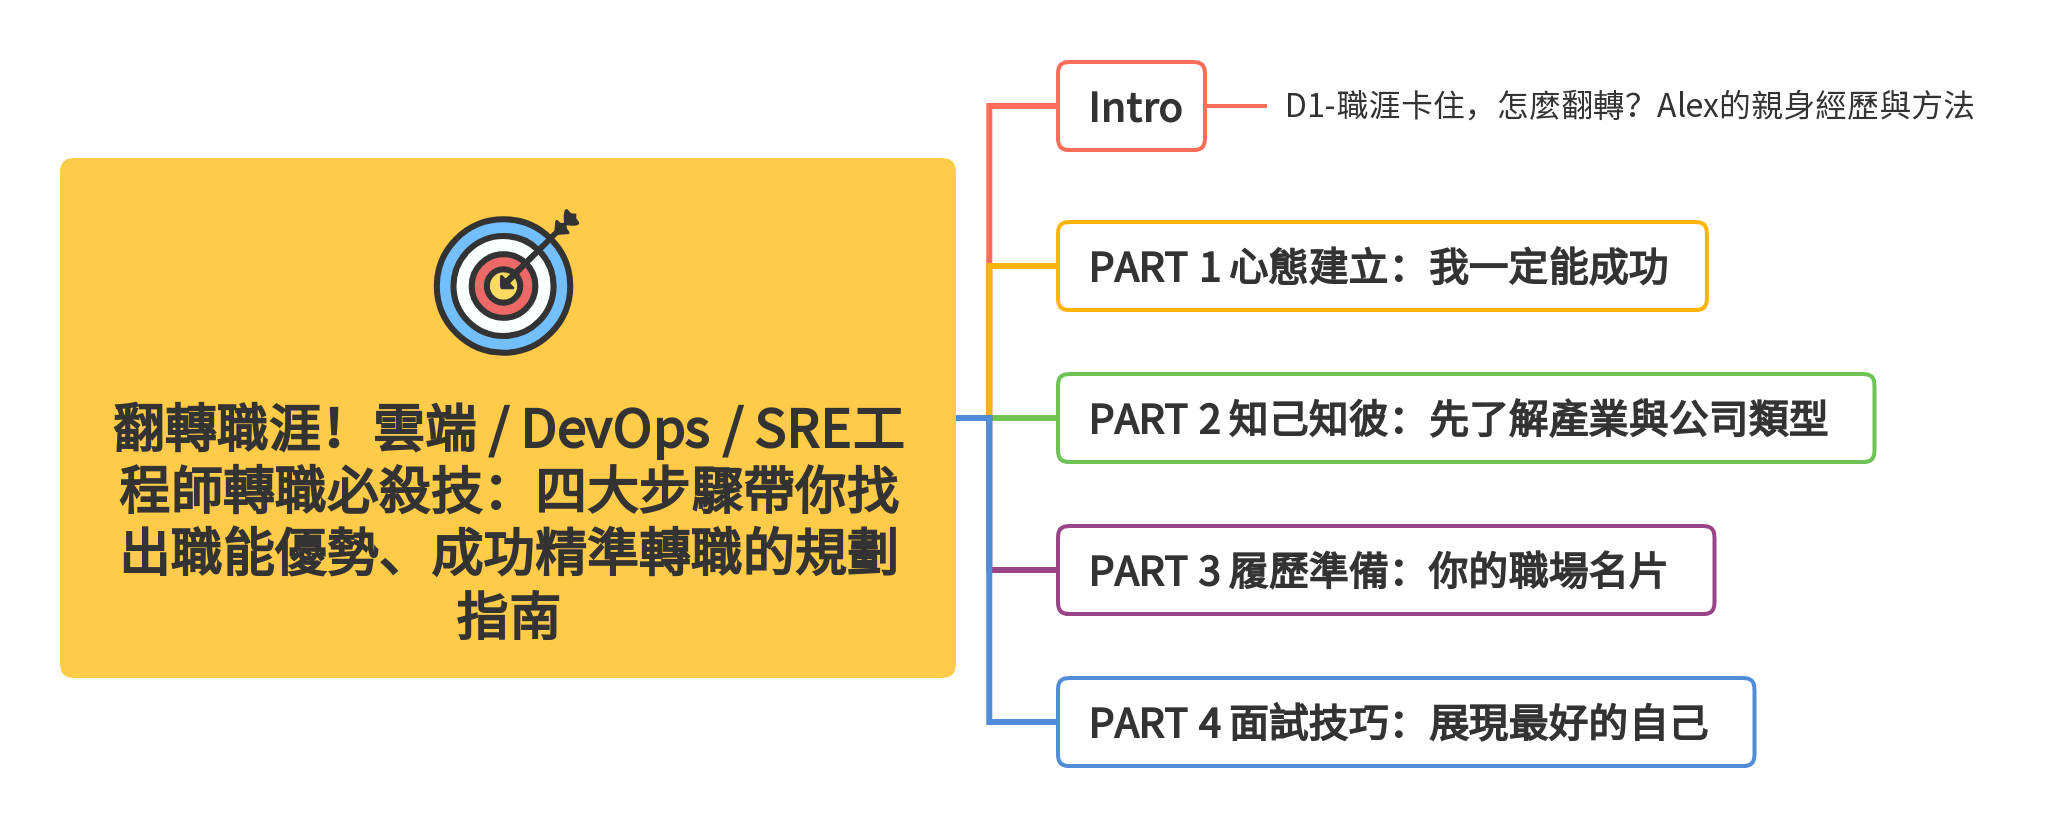 翻轉職涯！雲端 / DevOps / SRE工
程師轉職必殺技：四大步驟帶你找
出職能優勢、成功精準轉職的規劃
指南
Intro
D1-職涯卡住，怎麼翻轉？Alex的親身經歷與方法
PART 1 心態建立：我一定能成功
PART 2 知己知彼：先了解產業與公司類型
PART 3 履歷準備：你的職場名片
PART 4 面試技巧：展現最好的自己